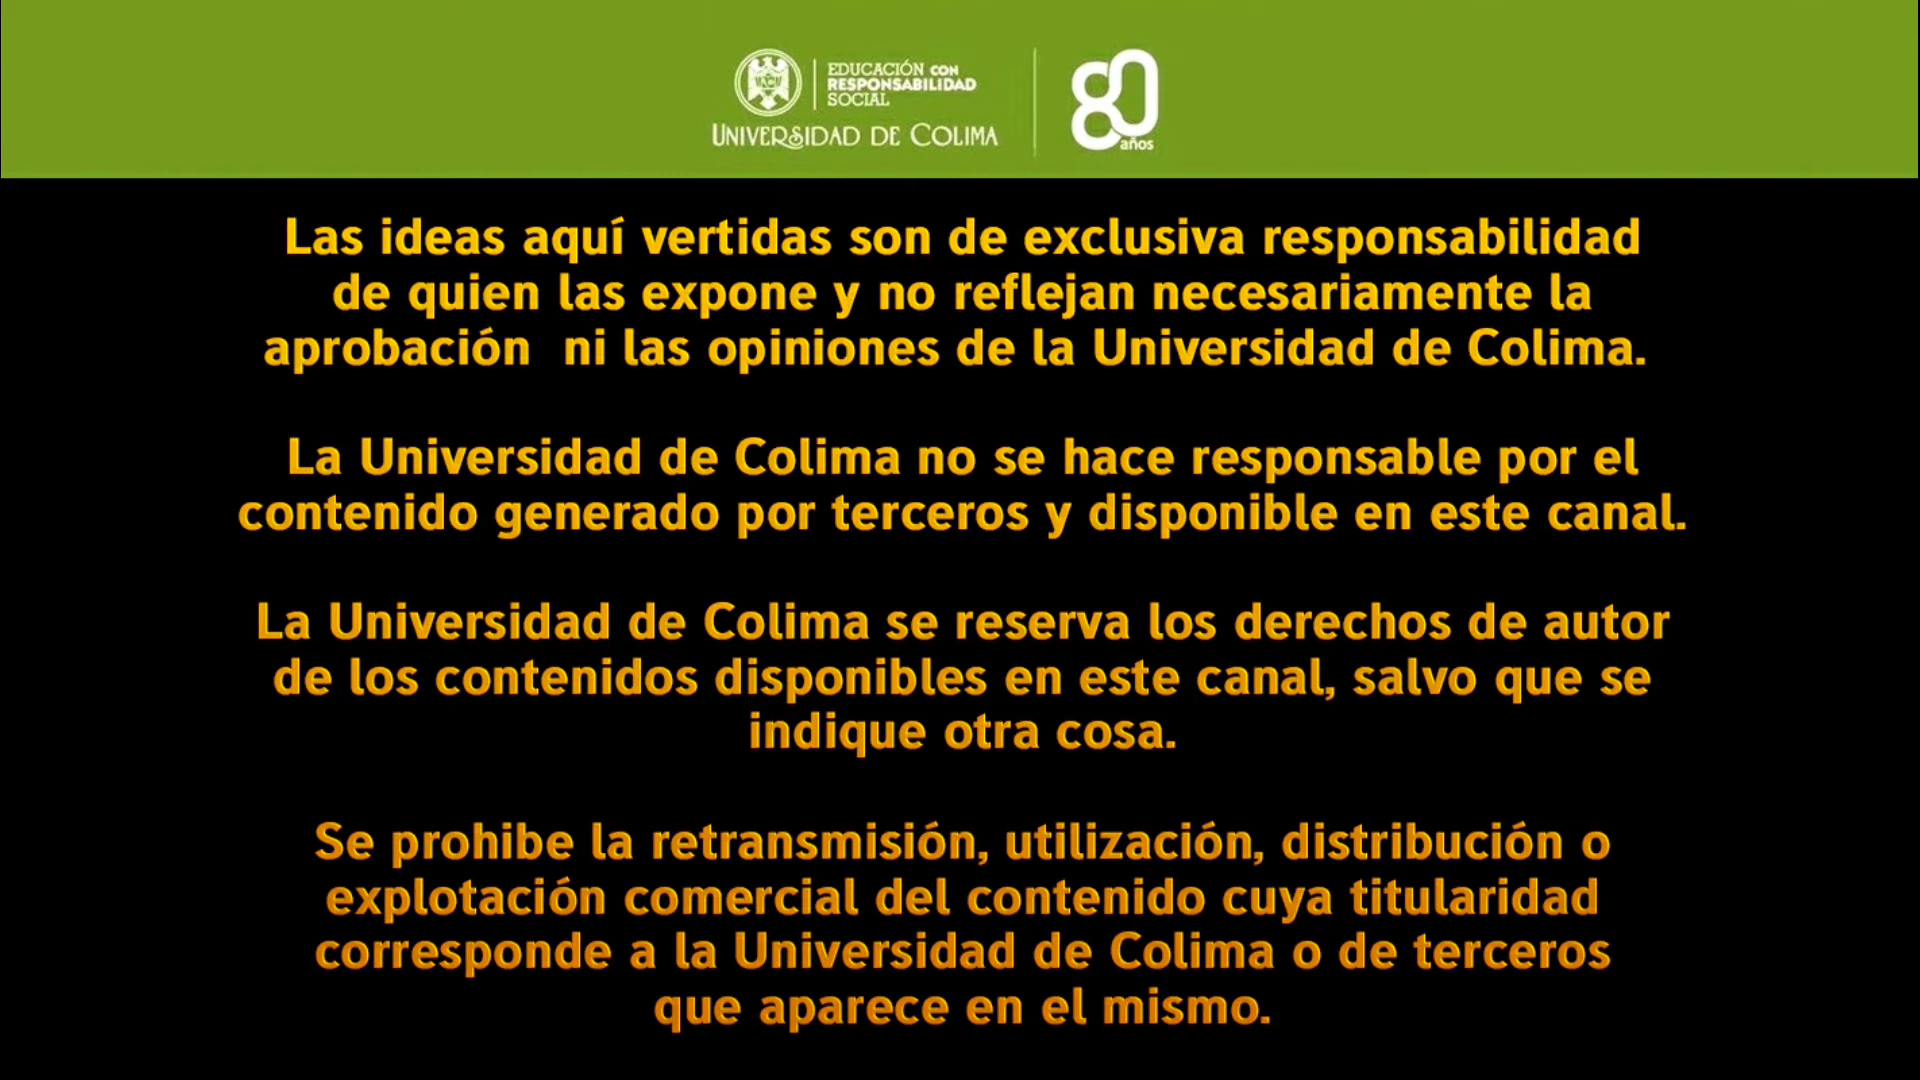 EDUCACIÓN CON
RESPONSABILIDAD
SOCIAL
UNIVERSIDAD DE COLIMA
80
años
Las ideas aquí vertidas son de exclusiva responsabilidad
de quien las expone y no reflejan necesariamente la
aprobación ni las opiniones de la Universidad de Colima.
La Universidad de Colima no se hace responsable por el
contenido generado por terceros y disponible en este canal.
La Universidad de Colima se reserva los derechos de autor
de los contenidos disponibles en este canal, salvo que se
indique otra cosa.
Se prohibe la retransmisión, utilización, distribución o
explotación comercial del contenido cuya titularidad
corresponde a la Universidad de Colima o de terceros
que aparece en el mismo.